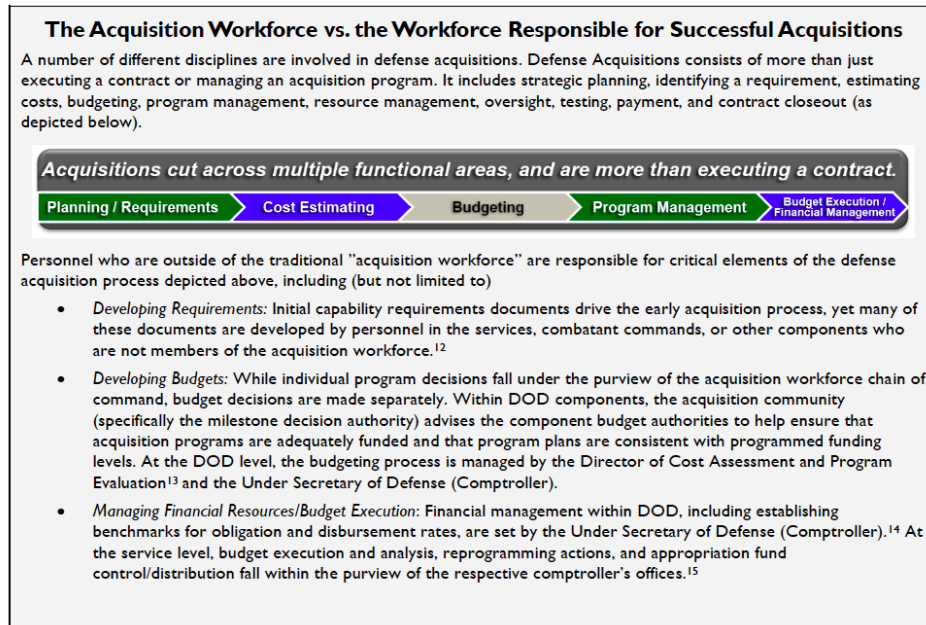 The Acquisition Workforce vs. the Workforce Responsible for Successful Acquisitions
A number of different disciplines are involved in defense acquisitions. Defense Acquisitions consists of more than just
executing a contract or managing an acquisition program. It includes strategic planning, identifying a requirement, estimating
costs, budgeting, program management, resource management, oversight, testing, payment, and contract closeout (as
depicted below).
Acquisitions cut across multiple functional areas, and are more than executing a contract.
Planning / Requirements
Cost Estimating
Budgeting
Program Management
Budget Execution /
Financial Management
Personnel who are outside of the traditional "acquisition workforce" are responsible for critical elements of the defense
acquisition process depicted above, including (but not limited to)
• Developing Requirements: Initial capability requirements documents drive the early acquisition process, yet many of
these documents are developed by personnel in the services, combatant commands, or other components who
are not members of the acquisition workforce.¹²
• Developing Budgets: While individual program decisions fall under the purview of the acquisition workforce chain of
command, budget decisions are made separately. Within DOD components, the acquisition community
(specifically the milestone decision authority) advises the component budget authorities to help ensure that
acquisition programs are adequately funded and that program plans are consistent with programmed funding
levels. At the DOD level, the budgeting process is managed by the Director of Cost Assessment and Program
Evaluation¹³ and the Under Secretary of Defense (Comptroller).
• Managing Financial Resources/Budget Execution: Financial management within DOD, including establishing
benchmarks for obligation and disbursement rates, are set by the Under Secretary of Defense (Comptroller).¹⁴ At
the service level, budget execution and analysis, reprogramming actions, and appropriation fund
control/distribution fall within the purview of the respective comptroller's offices.¹⁵